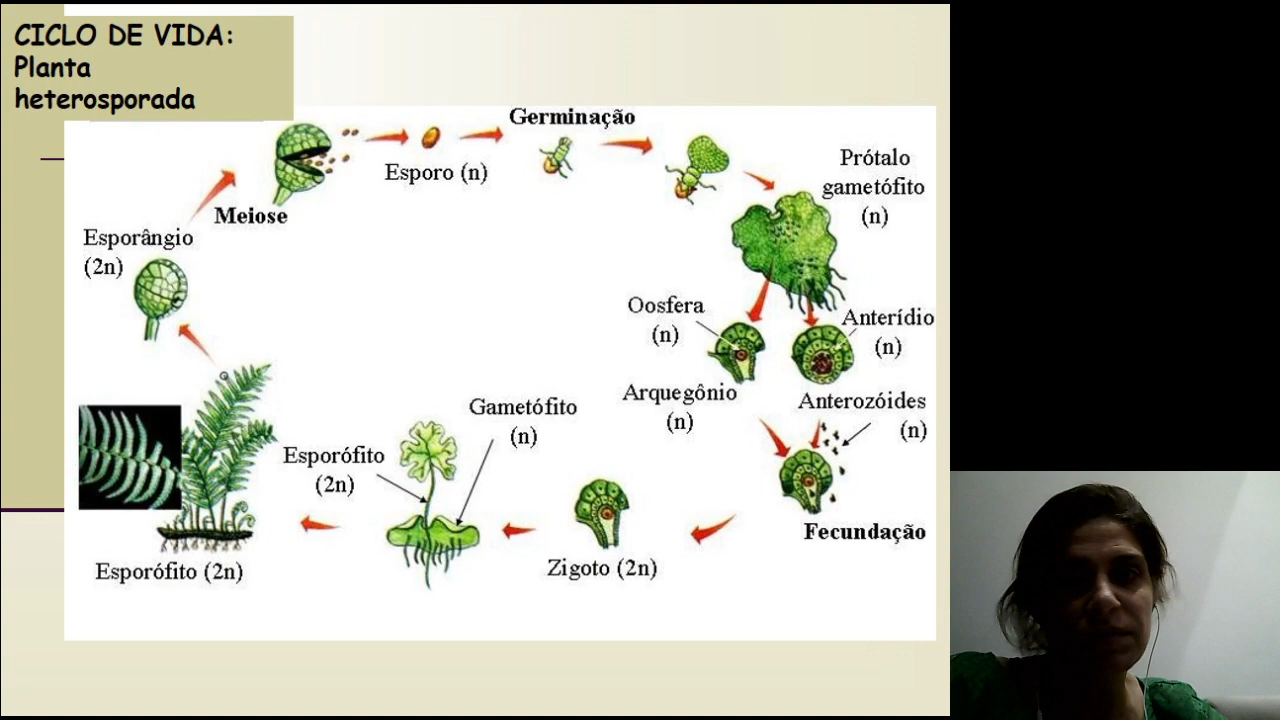 CICLO DE VIDA:
Planta
heterosporada
Germinação
Esporo (n)
Prótalo
gametófito
(n)
Meiose
Esporângio
(2n)
Oosfera
(n)
Anterídio
(n)
Arquegônio
(n)
Anterozóides
(n)
Gametófito
(n)
Esporófito
(2n)
Fecundação
Zigoto (2n)
Esporófito (2n)